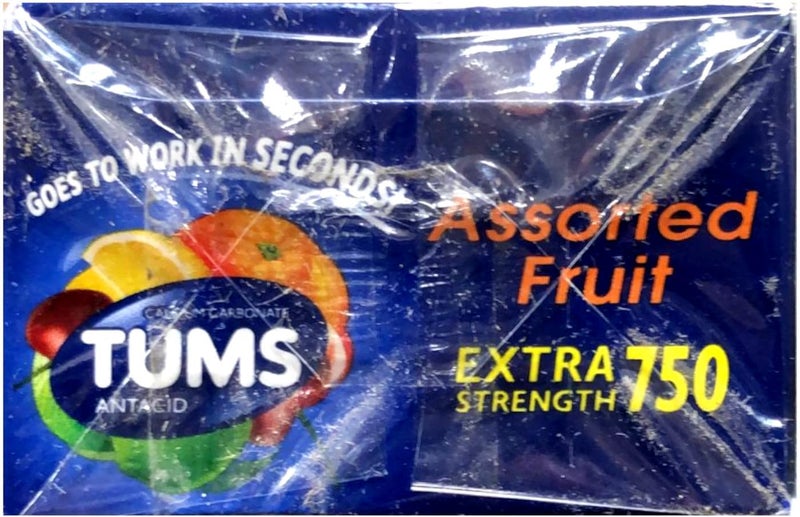 GOES TO WORK IN SECONDS!
CALCIUM CARBONATE
TUMS
ANTACID
Assorted
Fruit
EXTRA
STRENGTH
750